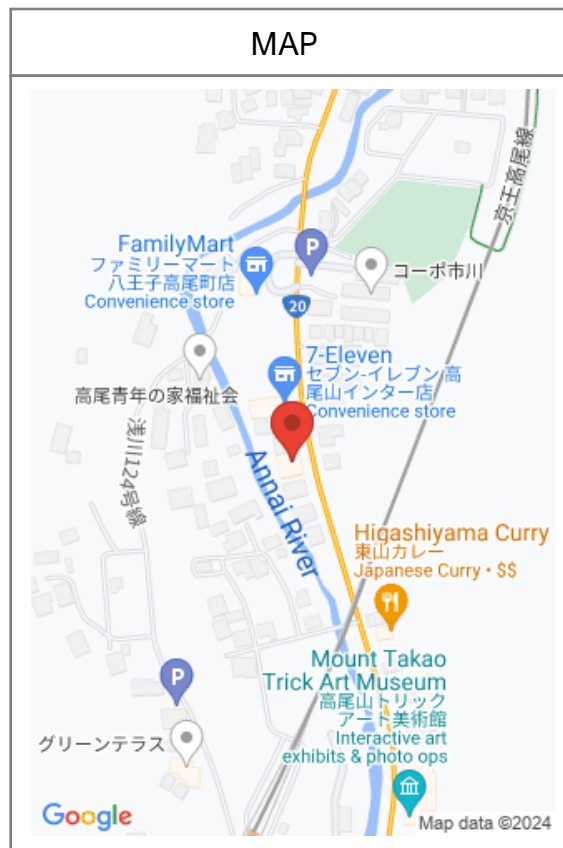 MAP
京王高尾線
FamilyMart
ファミリーマート
八王子高尾町店
Convenience store
P
コーポ市川
20
7-Eleven
セブン-イレブン 高
尾山インター店
Convenience store
高尾青年の家福祉会
浅川124号線
Annai River
Higashiyama Curry
東山カレー
Japanese Curry • $$
Mount Takao
Trick Art Museum
高尾山トリック
アート美術館
Interactive art
exhibits & photo ops
P
グリーンテラス
Google
Map data ©2024